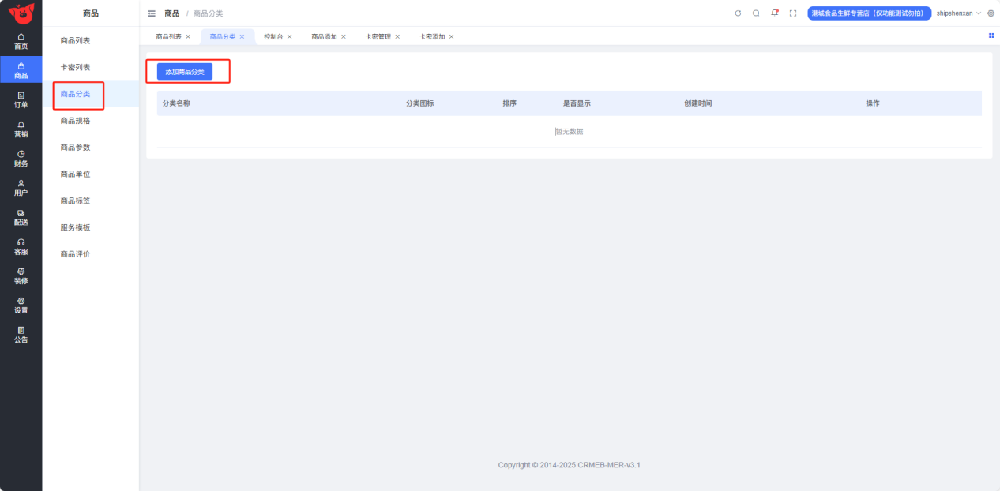 首页
商品
订单
营销
财务
用户
配送
客服
装修
设置
公告
商品
商品列表
卡密列表
商品分类
商品规格
商品参数
商品单位
商品标签
服务模板
商品评价
商品 / 商品分类
港城食品生鲜专营店（仅功能测试勿拍） shipshenxan
商品列表 × 商品分类 × 控制台 × 商品添加 × 卡密管理 × 卡密添加 ×
添加商品分类
分类名称 分类图标 排序 是否显示 创建时间 操作
暂无数据
Copyright © 2014-2025 CRMEB-MER-v3.1